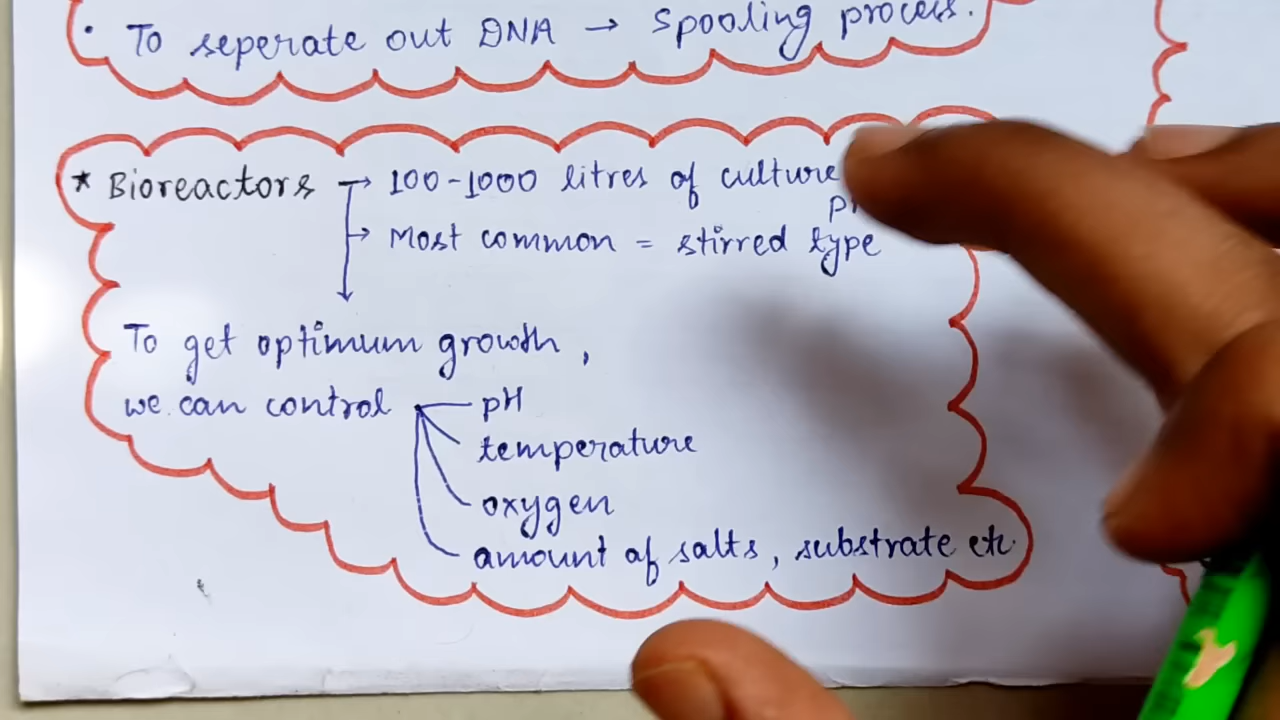 • To seperate out DNA → Spooling process.
* Bioreactors → 100-1000 litres of culture
→ Most common = stirred type
To get optimum growth,
we can control pH
temperature
oxygen
amount of salts, substrate etc